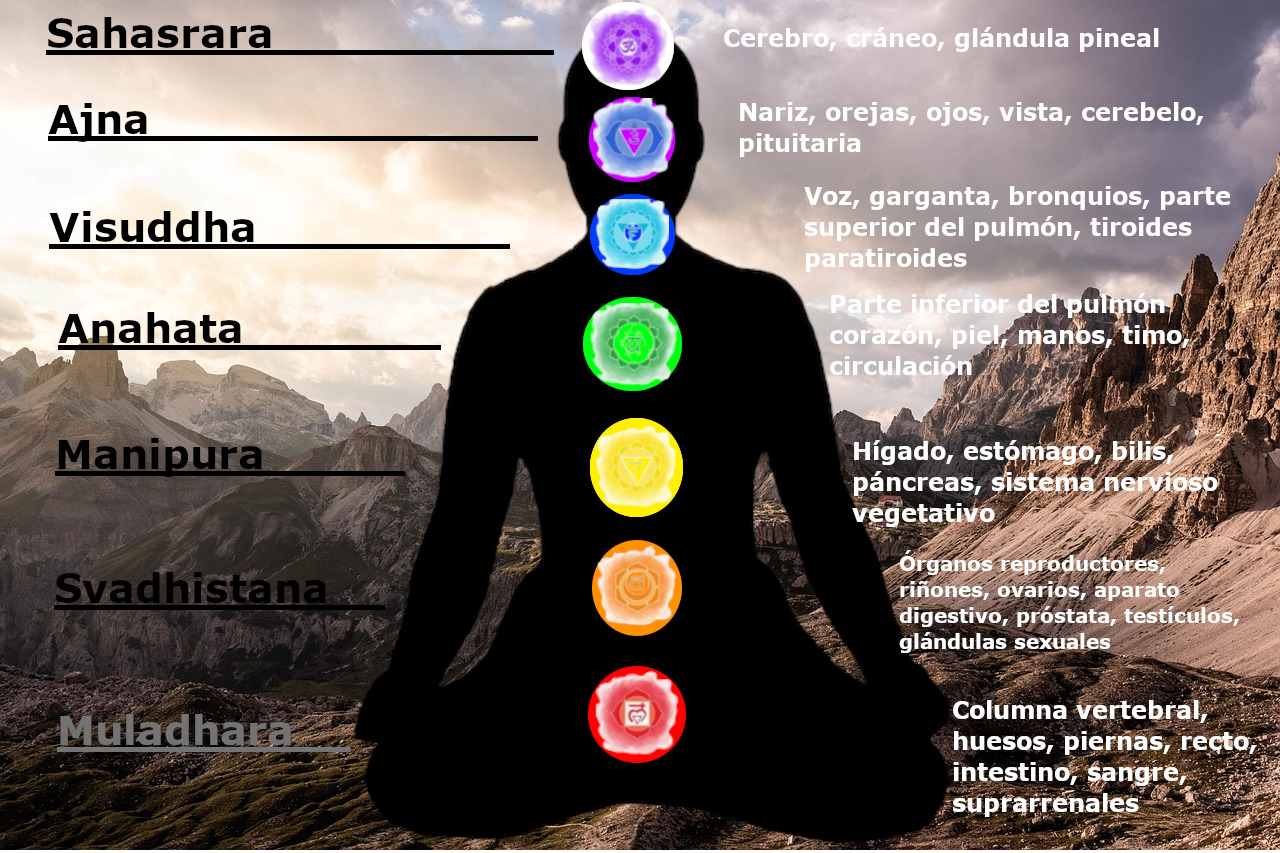 Sahasrara
Cerebro, cráneo, glándula pineal
Ajna
Nariz, orejas, ojos, vista, cerebelo,
pituitaria
Visuddha
Voz, garganta, bronquios, parte
superior del pulmón, tiroides
paratiroides
Anahata
Parte inferior del pulmón
corazón, piel, manos, timo,
circulación
Manipura
Hígado, estómago, bilis,
páncreas, sistema nervioso
vegetativo
Svadhistana
Órganos reproductores,
riñones, ovarios, aparato
digestivo, próstata, testículos,
glándulas sexuales
Muladhara
Columna vertebral,
huesos, piernas, recto,
intestino, sangre,
suprarrenales